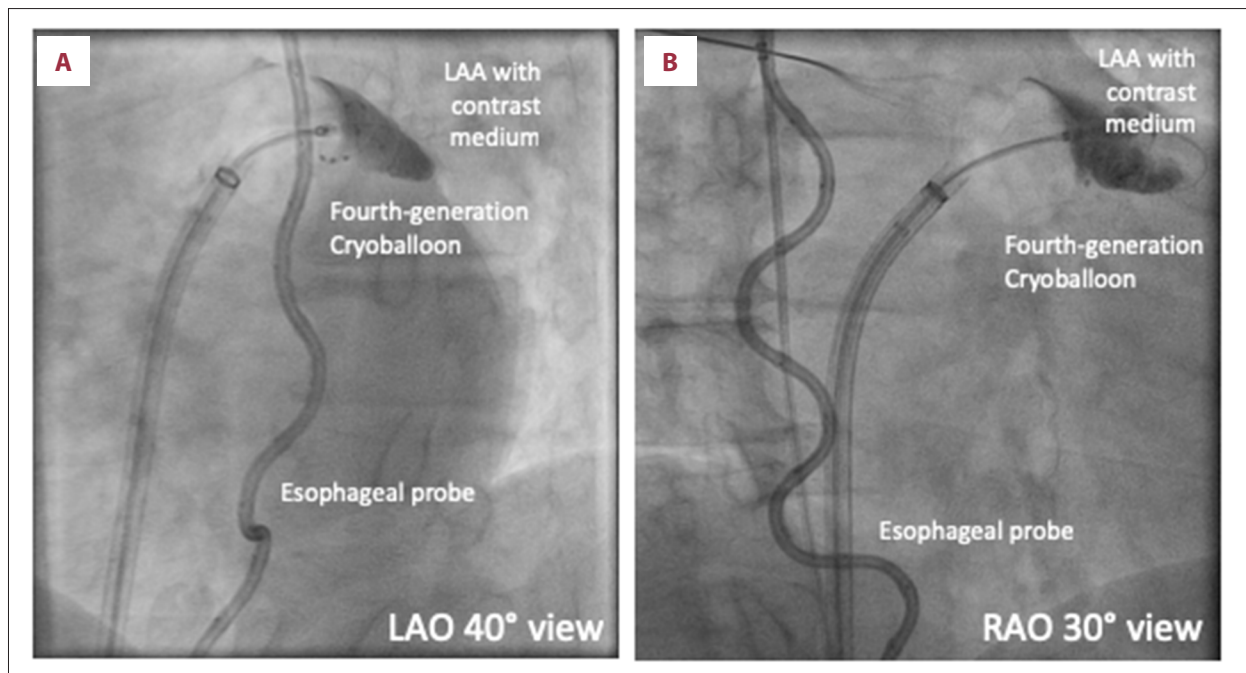 A
LAA with
contrast
medium
Fourth-generation
Cryoballoon
Esophageal probe
LAO 40° view
B
LAA with
contrast
medium
Fourth-generation
Cryoballoon
Esophageal probe
RAO 30° view